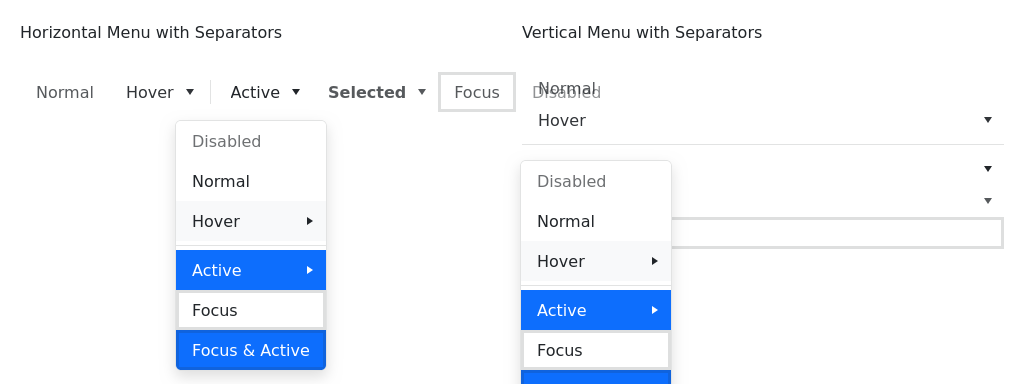 Horizontal Menu with Separators
Normal Hover Active Selected Focus Disabled
Disabled
Normal
Hover
Active
Focus
Focus & Active
Vertical Menu with Separators
Normal
Hover
Disabled
Normal
Hover
Active
Focus